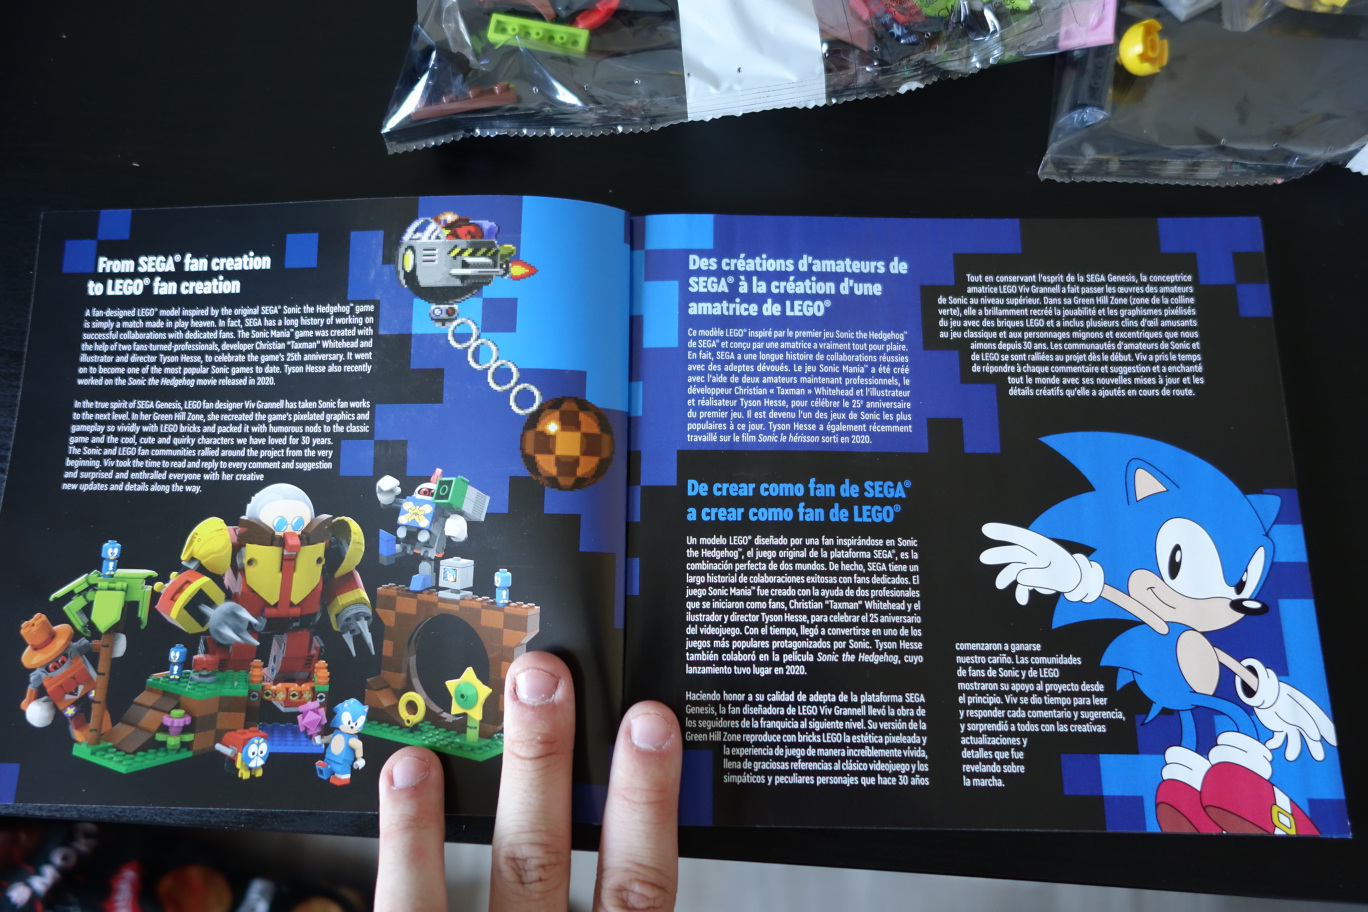 From SEGA® fan creation
to LEGO® fan creation
A fan-designed LEGO® model inspired by the original SEGA® Sonic the Hedgehog™ game
is simply a match made in play heaven. In fact, SEGA has a long history of working on
successful collaborations with dedicated fans. The Sonic Mania™ game was created with
the help of two fans-turned-professionals, developer Christian “Taxman” Whitehead and
illustrator and director Tyson Hesse, to celebrate the game's 25th anniversary. It went
on to become one of the most popular Sonic games to date. Tyson Hesse also recently
worked on the Sonic the Hedgehog movie released in 2020.
In the true spirit of SEGA Genesis, LEGO fan designer Viv Grannell has taken Sonic fan works
to the next level. In her Green Hill Zone, she recreated the game's pixelated graphics and
gameplay so vividly with LEGO bricks and packed it with humorous nods to the classic
game and the cool, cute and quirky characters we have loved for 30 years.
The Sonic and LEGO fan communities rallied around the project from the very
beginning. Viv took the time to read and reply to every comment and suggestion
and surprised and enthralled everyone with her creative
new updates and details along the way.
Des créations d'amateurs de
SEGA® à la création d'une
amatrice de LEGO®
Ce modèle LEGO® inspiré par le premier jeu Sonic the Hedgehog™
de SEGA® et conçu par une amatrice a vraiment tout pour plaire.
En fait, SEGA a une longue histoire de collaborations réussies
avec des adeptes dévoués. Le jeu Sonic Mania™ a été créé
avec l'aide de deux amateurs maintenant professionnels, le
développeur Christian « Taxman » Whitehead et l'illustrateur
et réalisateur Tyson Hesse, pour célébrer le 25e anniversaire
du premier jeu. Il est devenu l'un des jeux de Sonic les plus
populaires à ce jour. Tyson Hesse a également récemment
travaillé sur le film Sonic le hérisson sorti en 2020.
Tout en conservant l'esprit de la SEGA Genesis, la conceptrice
amatrice LEGO Viv Grannell a fait passer les œuvres des amateurs
de Sonic au niveau supérieur. Dans sa Green Hill Zone (zone de la colline
verte), elle a brillamment recréé la jouabilité et les graphismes pixélisés
du jeu avec des briques LEGO et a inclus plusieurs clins d'œil amusants
au jeu classique et aux personnages mignons et excentriques que nous
aimons depuis 30 ans. Les communautés d'amateurs de Sonic et
de LEGO se sont ralliées au projet dès le début. Viv a pris le temps
de répondre à chaque commentaire et suggestion et a enchanté
tout le monde avec ses nouvelles mises à jour et les
détails créatifs qu'elle a ajoutés en cours de route.
De crear como fan de SEGA®
a crear como fan de LEGO®
Un modelo LEGO® diseñado por una fan inspirándose en Sonic
the Hedgehog™, el juego original de la plataforma SEGA®, es la
combinación perfecta de dos mundos. De hecho, SEGA tiene un
largo historial de colaboraciones exitosas con fans dedicados. El
juego Sonic Mania™ fue creado con la ayuda de dos profesionales
que se iniciaron como fans, Christian “Taxman” Whitehead y el
ilustrador y director Tyson Hesse, para celebrar el 25 aniversario
del videojuego. Con el tiempo, llegó a convertirse en uno de los
juegos más populares protagonizados por Sonic. Tyson Hesse
también colaboró en la película Sonic the Hedgehog, cuyo
lanzamiento tuvo lugar en 2020.
Haciendo honor a su calidad de adepta de la plataforma SEGA
Genesis, la fan diseñadora de LEGO Viv Grannell llevó la obra de
los seguidores de la franquicia al siguiente nivel. Su versión de la
Green Hill Zone reproduce con bricks LEGO la estética pixeleada y
la experiencia de juego de manera increíblemente vívida,
llena de graciosas referencias al clásico videojuego y los
simpáticos y peculiares personajes que hace 30 años
comenzaron a ganarse
nuestro cariño. Las comunidades
de fans de Sonic y de LEGO
mostraron su apoyo al proyecto desde
el principio. Viv se dio tiempo para leer
y responder cada comentario y sugerencia,
y sorprendió a todos con las creativas
actualizaciones y
detalles que fue
revelando sobre
la marcha.